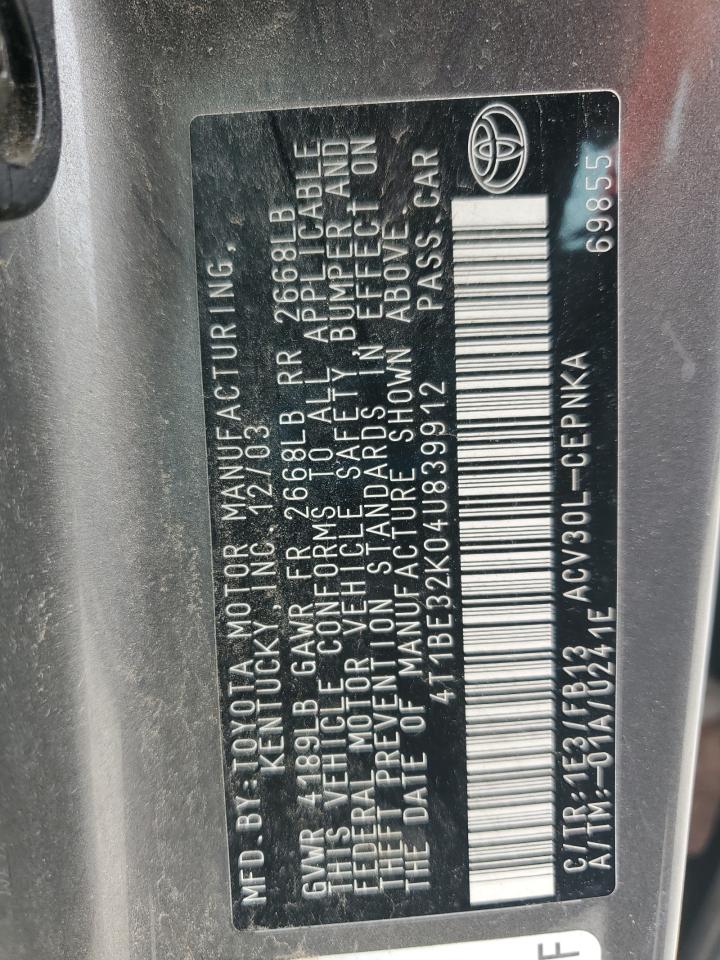 MFD.BY:TOYOTA MOTOR MANUFACTURING,
KENTUCKY,INC.12/03
GVWR 4189LB GAWR FR 2668LB RR 2668LB
THIS VEHICLE CONFORMS TO ALL APPLICABLE
FEDERAL MOTOR VEHICLE SAFETY,BUMPER,AND
THEFT PREVENTION STANDARDS IN EFFECT ON
THE DATE OF MANUFACTURE SHOWN ABOVE.
4T1BE32K04U839912 PASS.CAR
C/TR:1E3/FB13 ACV30L-CEPNKA
A/TM:-01A/U241E 69855
F